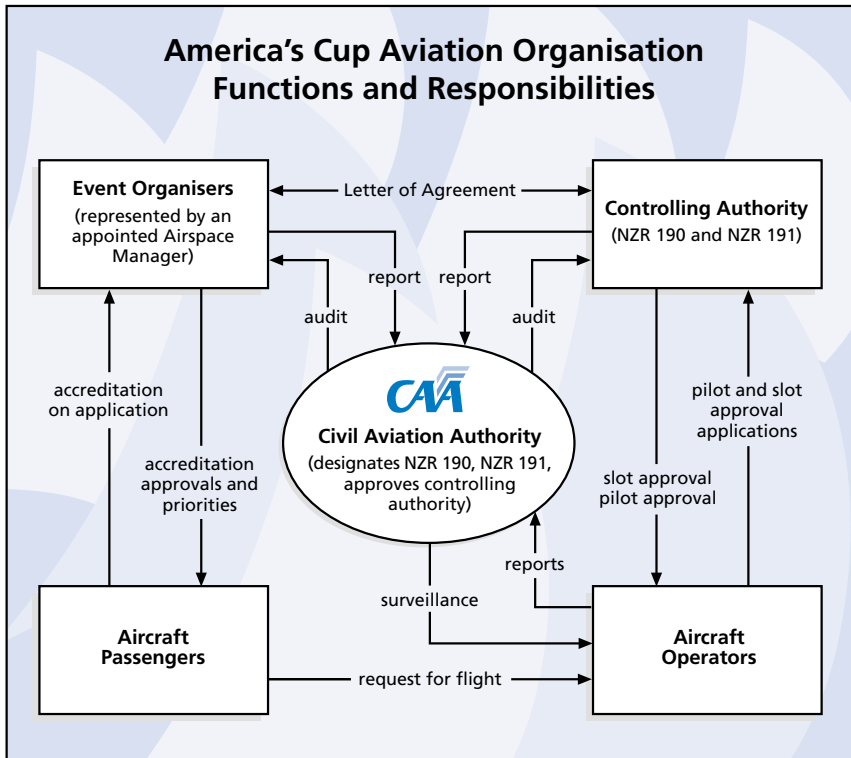 America’s Cup Aviation Organisation
Functions and Responsibilities
Event Organisers
(represented by an
appointed Airspace
Manager)
Letter of Agreement
Controlling Authority
(NZR 190 and NZR 191)
report
report
audit
audit
accreditation
on application
accreditation
approvals and
priorities
CAA
Civil Aviation Authority
(designates NZR 190, NZR 191,
approves controlling
authority)
pilot and slot
approval
applications
slot approval
pilot approval
reports
surveillance
Aircraft
Passengers
request for flight
Aircraft
Operators